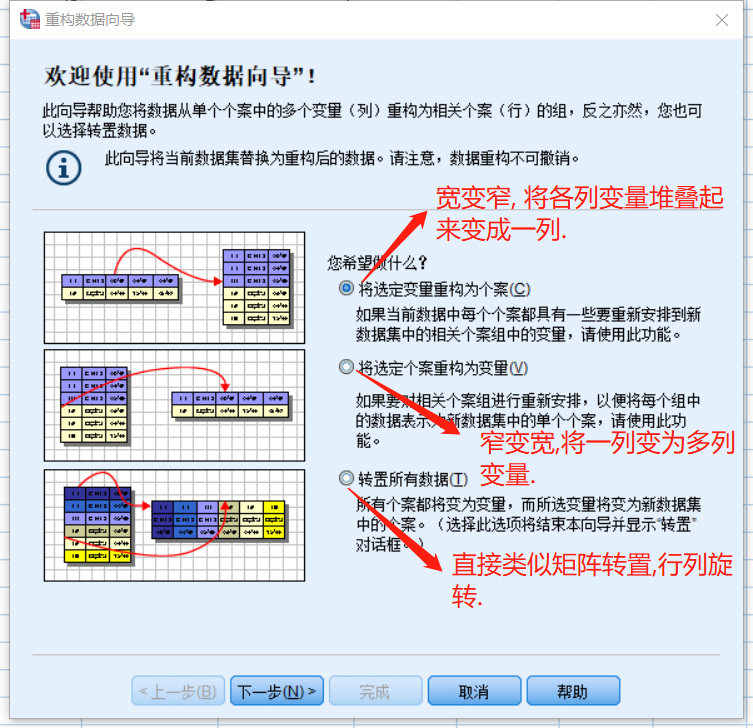 重构数据向导
欢迎使用“重构数据向导”！
此向导帮助您将数据从单个个案中的多个变量（列）重构为相关个案（行）的组，反之亦然，您也可
以选择转置数据。
此向导将当前数据集替换为重构后的数据。请注意，数据重构不可撤销。
宽变窄, 将各列变量堆叠起
来变成一列.
您希望做什么?
将选定变量重构为个案(C)
如果当前数据中每个个案都具有一些要重新安排到新
数据集中的相关个案组中的变量，请使用此功能。
将选定个案重构为变量(V)
如果要对相关个案组进行重新安排，以便将每个组中
的数据表示为新数据集中的单个个案，请使用此功
能。
窄变宽,将一列变为多列
变量.
转置所有数据(T)
所有个案都将变为变量，而所选变量将变为新数据集
中的个案。（选择此选项将结束本向导并显示“转置”
对话框。）
直接类似矩阵转置,行列旋
转.
< 上一步(B)
下一步(N) >
完成
取消
帮助